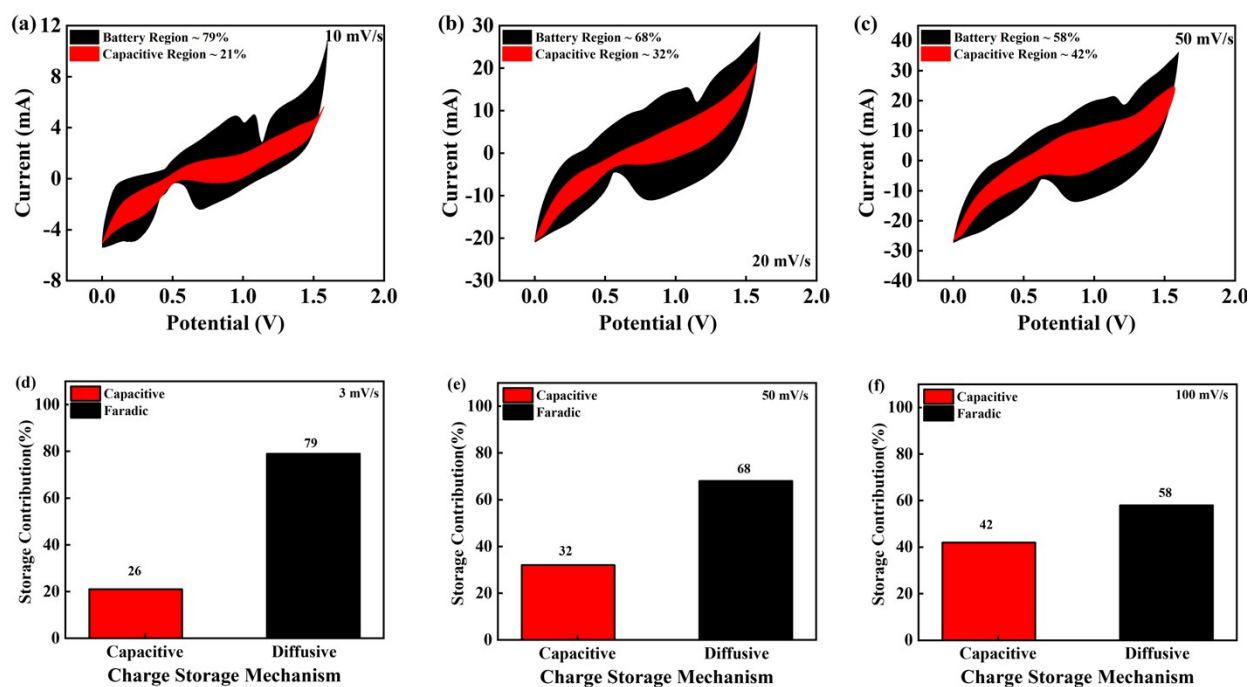 (a)
Battery Region ~ 79%
10 mV/s
Capacitive Region ~ 21%
12
8
4
0
-4
-8
Current (mA)
0.0 0.5 1.0 1.5 2.0
Potential (V)
(b)
Battery Region ~ 68%
Capacitive Region ~ 32%
30
20
10
0
-10
-20
-30
Current (mA)
20 mV/s
0.0 0.5 1.0 1.5 2.0
Potential (V)
(c)
Battery Region ~ 58%
50 mV/s
Capacitive Region ~ 42%
40
30
20
10
0
-10
-20
-30
-40
Current (mA)
0.0 0.5 1.0 1.5 2.0
Potential (V)
(d)
Capacitive
3 mV/s
Faradic
100
80
60
40
20
0
Storage Contribution(%)
26
79
Capacitive Diffusive
Charge Storage Mechanism
(e)
Capacitive
50 mV/s
Faradic
100
80
60
40
20
0
Storage Contribution(%)
32
68
Capacitive Diffusive
Charge Storage Mechanism
(f)
Capacitive
100 mV/s
Faradic
100
80
60
40
20
0
Storage Contribution(%)
42
58
Capacitive Diffusive
Charge Storage Mechanism